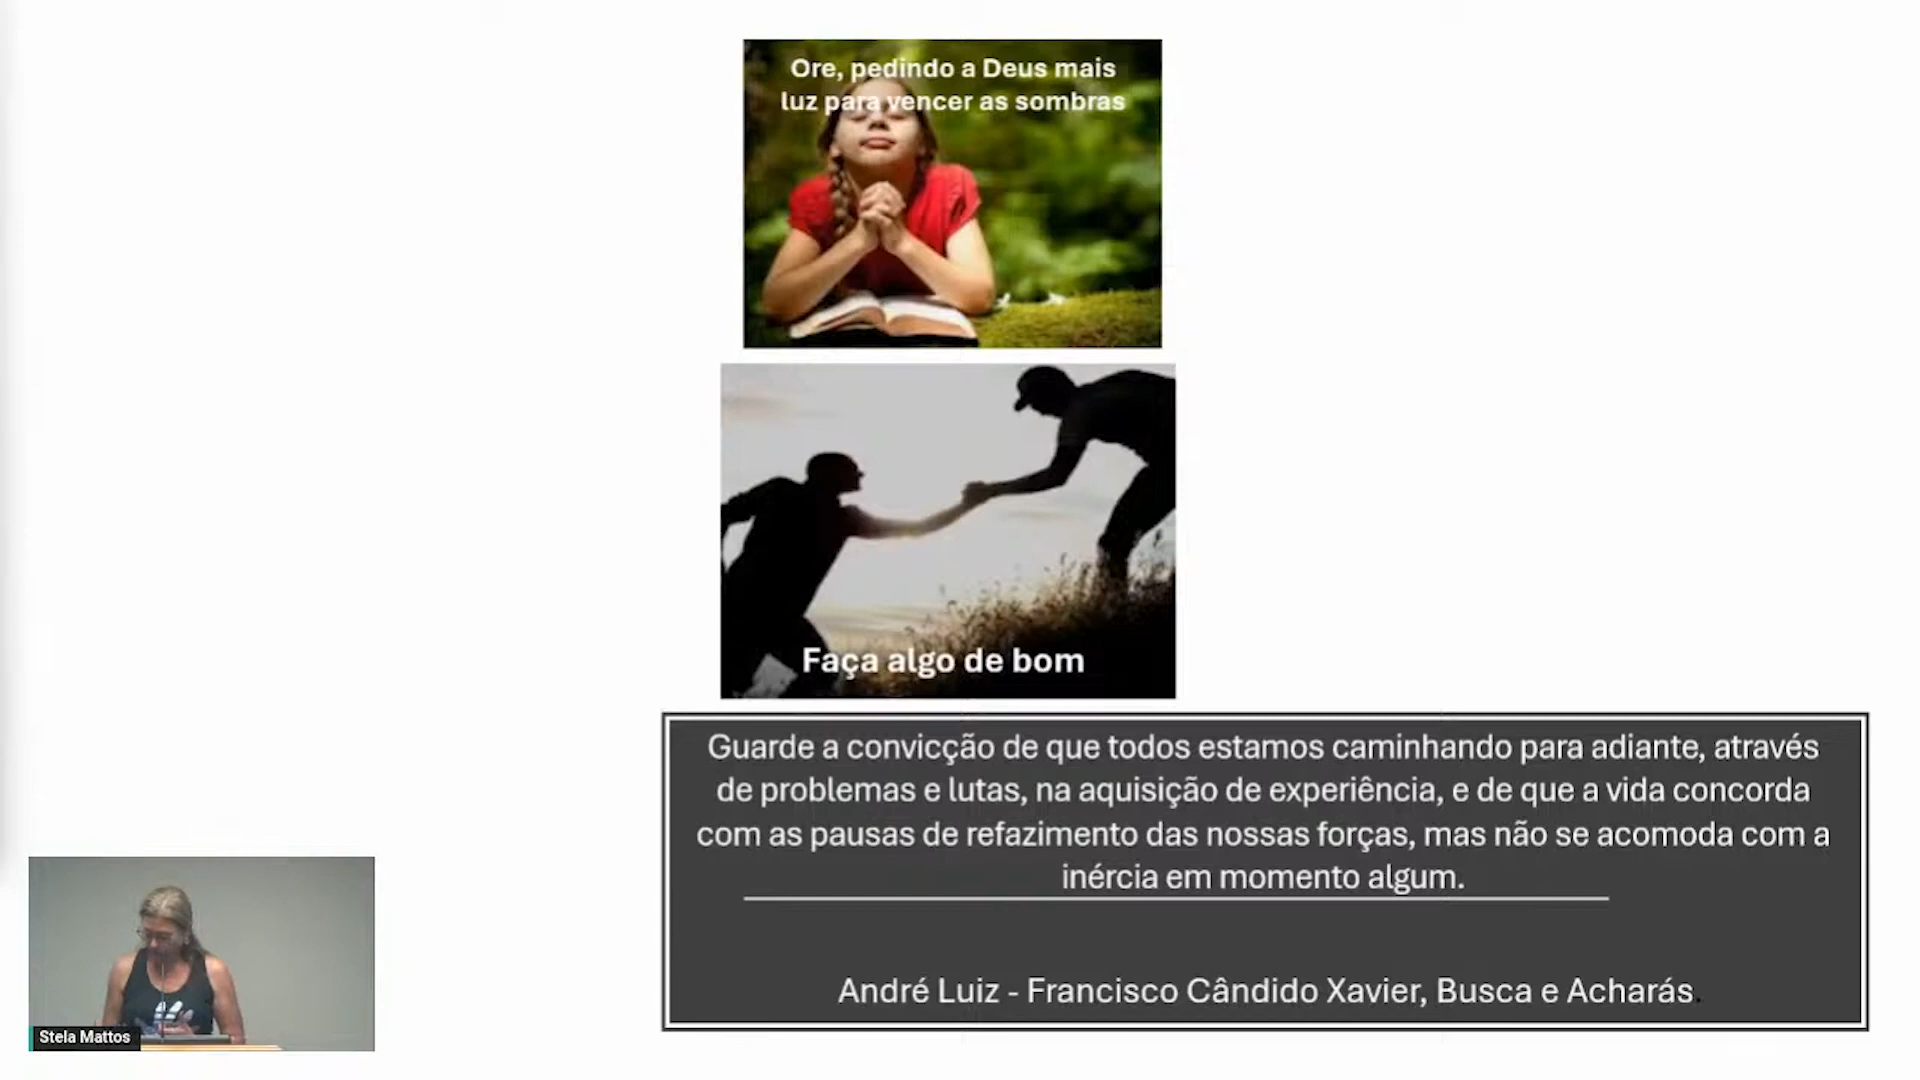 Ore, pedindo a Deus mais
luz para vencer as sombras
Faça algo de bom
Guarde a convicção de que todos estamos caminhando para adiante, através
de problemas e lutas, na aquisição de experiência, e de que a vida concorda
com as pausas de refazimento das nossas forças, mas não se acomoda com a
inércia em momento algum.
André Luiz - Francisco Cândido Xavier, Busca e Acharás.
Stela Mattos